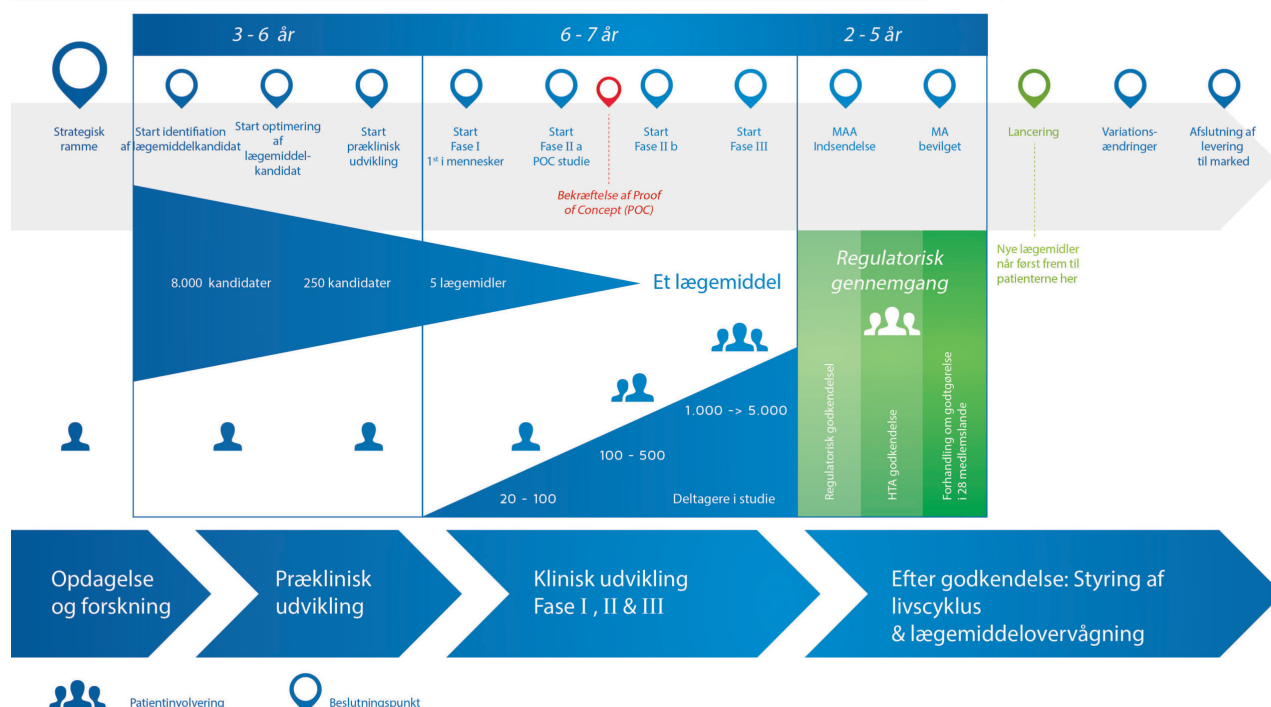 3 - 6 år
6 - 7 år
2 - 5 år
Strategisk
ramme
Start identifiation
af lægemiddelkandidat
Start optimering
af
lægemiddel-
kandidat
Start
præklinisk
udvikling
Start
Fase I
1st i mennesker
Start
Fase II a
POC studie
Start
Fase II b
Start
Fase III
MAA
Indsendelse
MA
bevilget
Lancering
Variations-
ændringer
Afslutning af
levering
til marked
Bekræftelse af Proof
of Concept (POC)
8.000 kandidater
250 kandidater
5 lægemidler
Et lægemiddel
Regulatorisk
gennemgang
Nye lægemidler
når først frem til
patienterne her
20 - 100
100 - 500
1.000 -> 5.000
Deltagere i studie
Regulatorisk godkendelsel
HTA godkendelse
Forhandling om godtgørelse
i 28 medlemslande
Opdagelse
og forskning
Præklinisk
udvikling
Klinisk udvikling
Fase I , II & III
Efter godkendelse: Styring af
livscyklus
& lægemiddelovervågning
Patientinvolvering
Beslutningspunkt